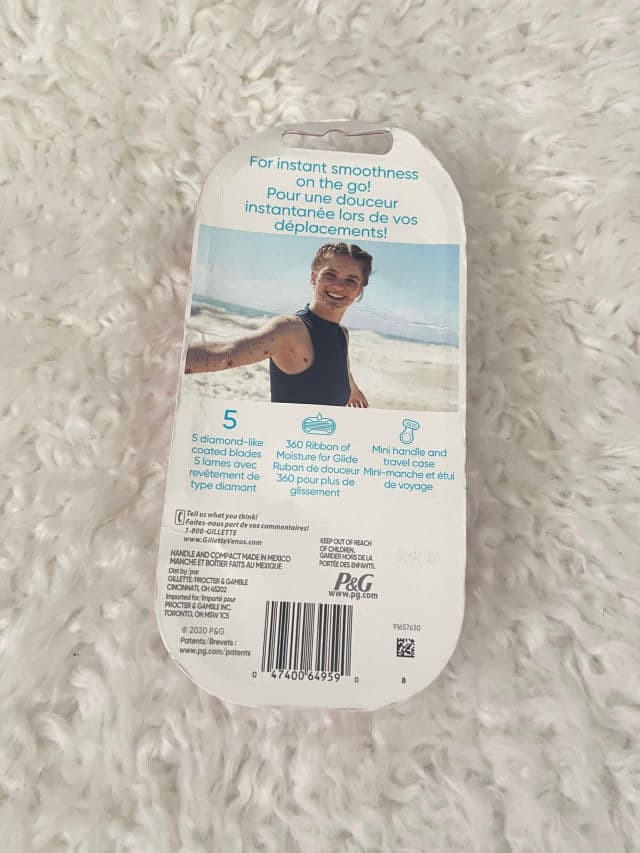 For instant smoothness
on the go!
Pour une douceur
instantanée lors de vos
déplacements!
5
5 diamond-like
coated blades
5 lames avec
revêtement de
type diamant
360 Ribbon of
Moisture for Glide
Ruban de douceur
360 pour plus de
glissement
Mini handle and
travel case
Mini-manche et étui
de voyage
Tell us what you think!
Faites-nous part de vos commentaires!
1-800-GILLETTE
www.GilletteVenus.com
HANDLE AND COMPACT MADE IN MEXICO
MANCHE ET BOÎTIER FAITS AU MEXIQUE
Dist by/par
GILLETTE/PROCTER & GAMBLE
CINCINNATI, OH 45202
Imported for/Importé pour
PROCTER & GAMBLE INC.
TORONTO, ON M5W 1C5
© 2020 P&G
Patents/Brevets :
www.pg.com/patents
KEEP OUT OF REACH
OF CHILDREN.
GARDER HORS DE LA
PORTÉE DES ENFANTS.
P&G
www.pg.com
91657630
0 47400 64959 0
8